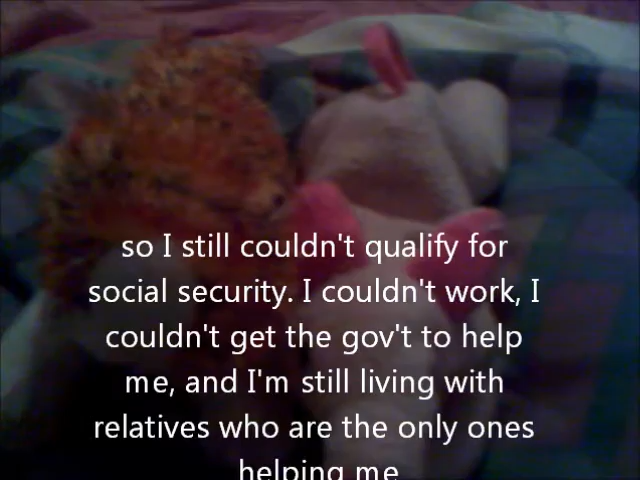 so I still couldn't qualify for
social security. I couldn't work, I
couldn't get the gov't to help
me, and I'm still living with
relatives who are the only ones
helping me